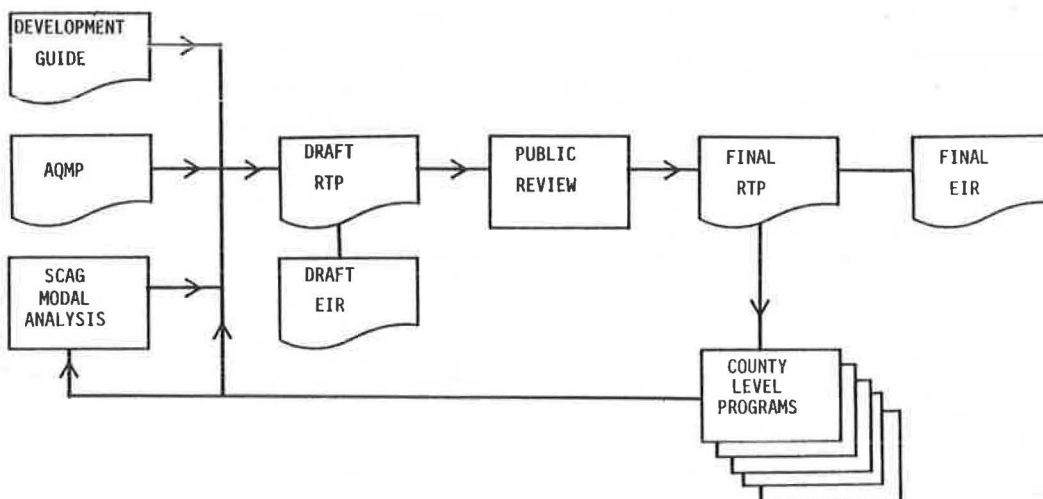 DEVELOPMENT
GUIDE
AQMP
SCAG
MODAL
ANALYSIS
DRAFT
RTP
DRAFT
EIR
PUBLIC
REVIEW
FINAL
RTP
FINAL
EIR
COUNTY
LEVEL
PROGRAMS